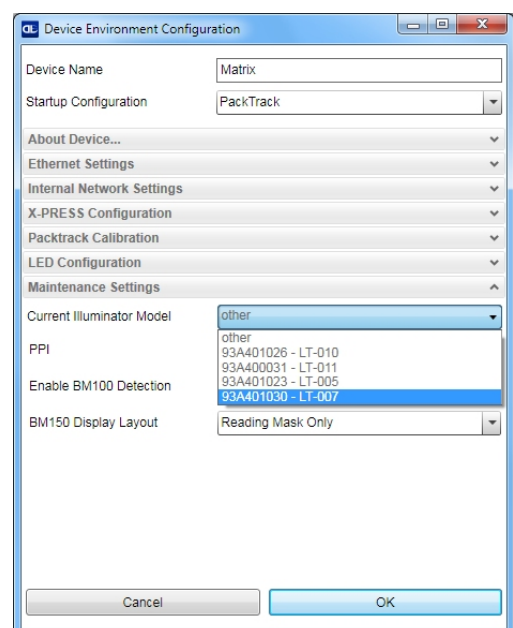 DL Device Environment Configuration
Device Name Matrix
Startup Configuration PackTrack
About Device...
Ethernet Settings
Internal Network Settings
X-PRESS Configuration
Packtrack Calibration
LED Configuration
Maintenance Settings
Current Illuminator Model other
other
PPI 93A401026 - LT-010
93A400031 - LT-011
Enable BM100 Detection 93A401023 - LT-005
93A401030 - LT-007
BM150 Display Layout Reading Mask Only
Cancel OK